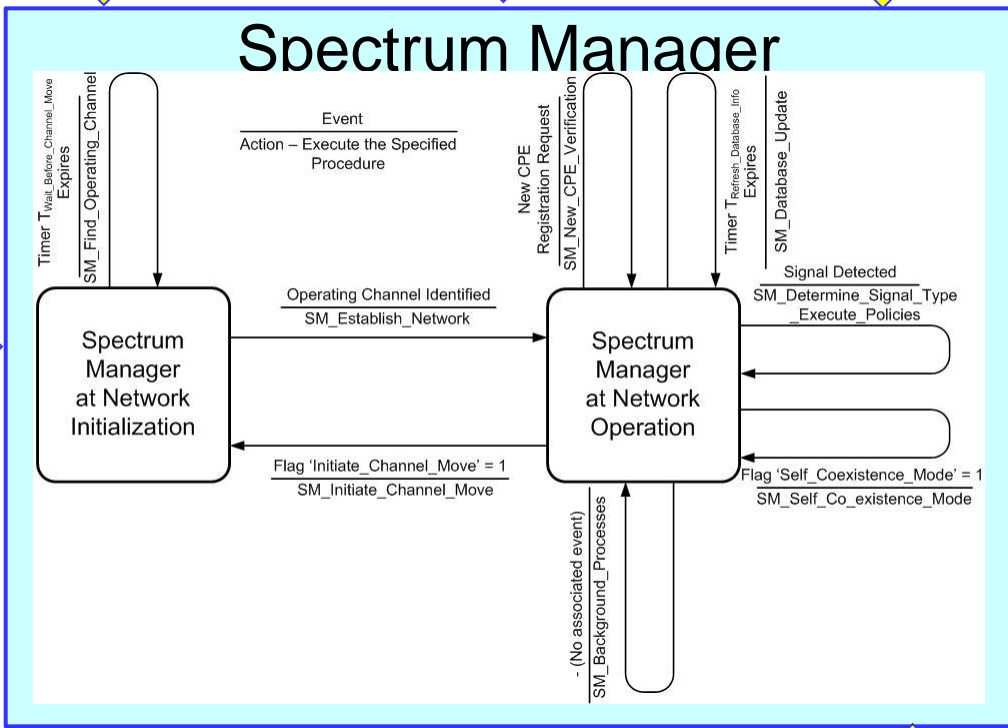 Spectrum Manager
Timer TWait_Before_Channel_Move
Expires
SM_Find_Operating_Channel
Event
Action – Execute the Specified
Procedure
New CPE
Registration Request
SM_New_CPE_Verification
Timer TRefresh_Database_Info
Expires
SM_Database_Update
Signal Detected
SM_Determine_Signal_Type
_Execute_Policies
Operating Channel Identified
SM_Establish_Network
Spectrum
Manager
at Network
Initialization
Spectrum
Manager
at Network
Operation
Flag 'Initiate_Channel_Move' = 1
SM_Initiate_Channel_Move
Flag 'Self_Coexistence_Mode' = 1
SM_Self_Co_existence_Mode
- (No associated event)
SM_Background_Processes